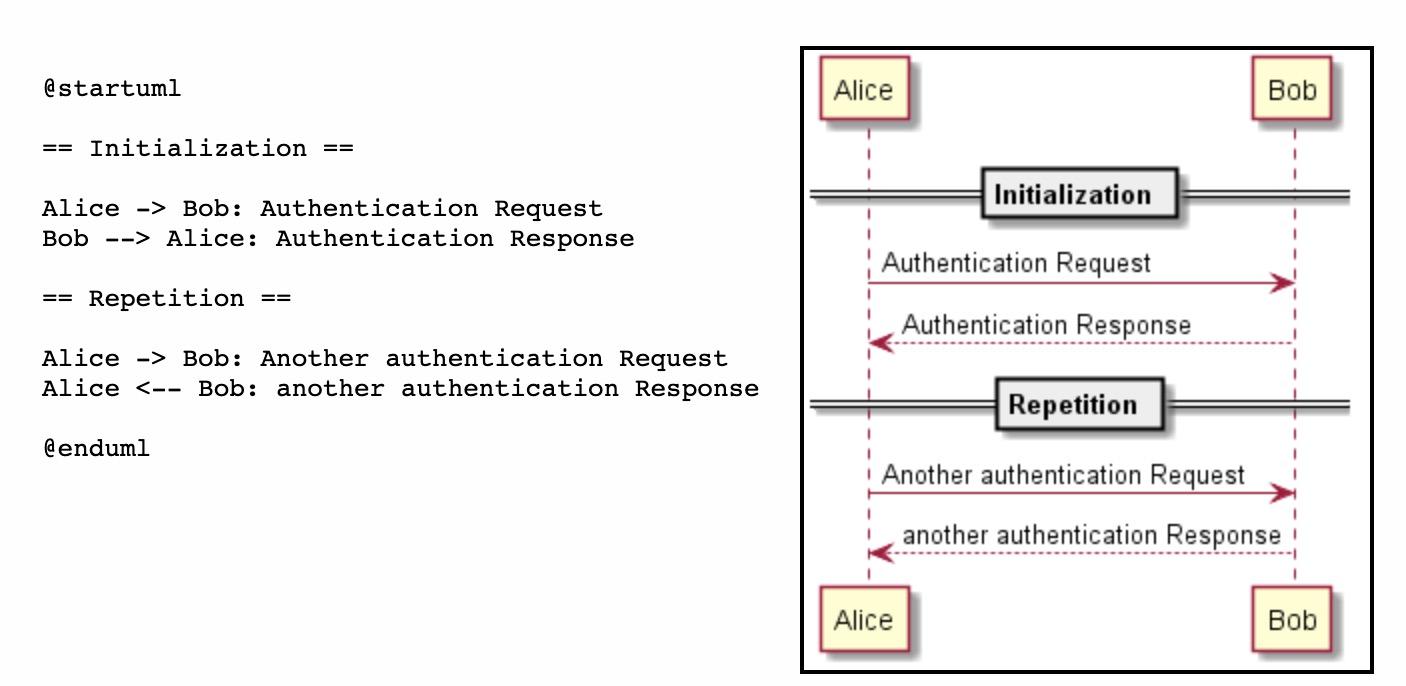 @startuml
== Initialization ==
Alice -> Bob: Authentication Request
Bob --> Alice: Authentication Response
== Repetition ==
Alice -> Bob: Another authentication Request
Alice <-- Bob: another authentication Response
@enduml
Alice Bob
Initialization
Authentication Request
Authentication Response
Repetition
Another authentication Request
another authentication Response
Alice Bob